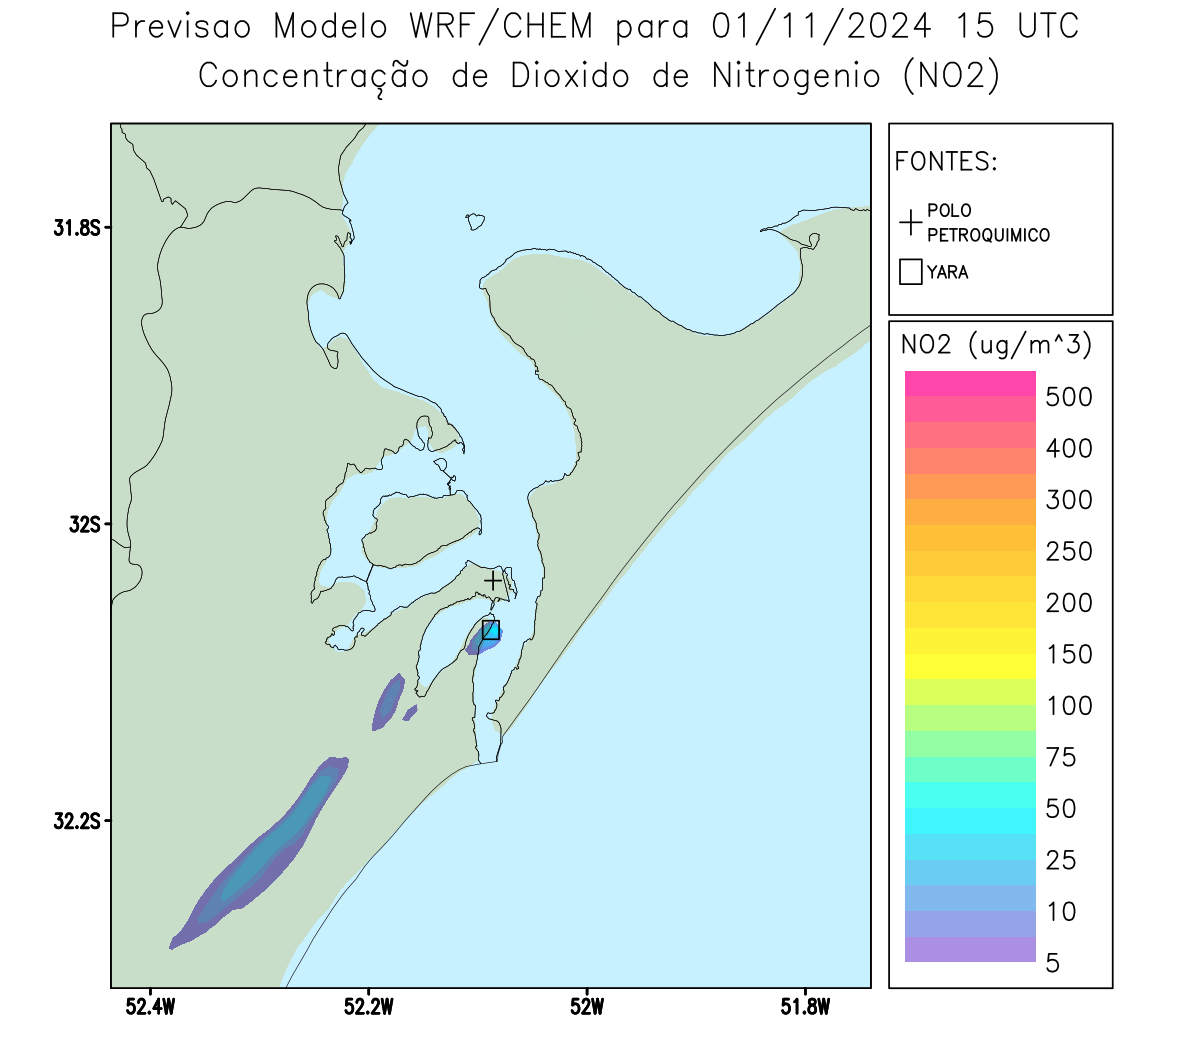 Previsao Modelo WRF/CHEM para 01/11/2024 15 UTC
Concentração de Dioxido de Nitrogenio (NO2)
31.8S
32S
32.2S
52.4W
52.2W
52W
51.8W
FONTES:
POLO
PETROQUIMICO
YARA
NO2 (ug/m^3)
500
400
300
250
200
150
100
75
50
25
10
5